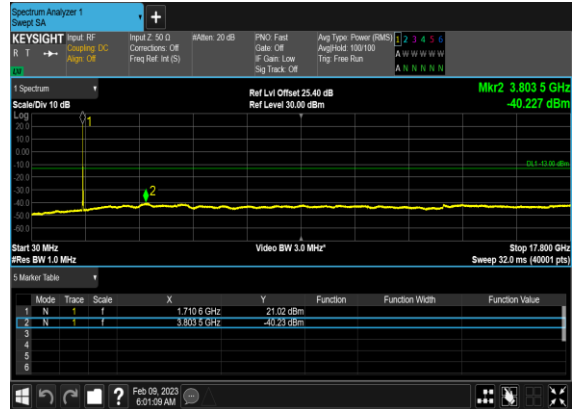 Spectrum Analyzer 1
Swept SA
+
KEYSIGHT Input: RF Input Z: 50 Ω #Atten: 20 dB PNO: Fast Avg Type: Power (RMS) 1 2 3 4 5 6
R T Coupling: DC Corrections: Off Gate: Off Avg|Hold: 100/100 A W W W W W
Align: Off Freq Ref: Int (S) IF Gain: Low Trig: Free Run
Sig Track: Off A N N N N N
1 Spectrum Ref Lvl Offset 25.40 dB Mkr2 3.803 5 GHz
Scale/Div 10 dB Ref Level 30.00 dBm -40.227 dBm
Log
1
20.0
10.0
0.00
-10.0
DL1 -13.00 dBm
-20.0
-30.0
2
-40.0
-50.0
-60.0
Start 30 MHz Video BW 3.0 MHz* Stop 17.800 GHz
#Res BW 1.0 MHz Sweep 32.0 ms (40001 pts)
5 Marker Table
Mode Trace Scale X Y Function Function Width Function Value
1 N 1 f 1.710 6 GHz 21.02 dBm
2 N 1 f 3.803 5 GHz -40.23 dBm
3
4
5
6
? Feb 09, 2023
6:01:09 AM